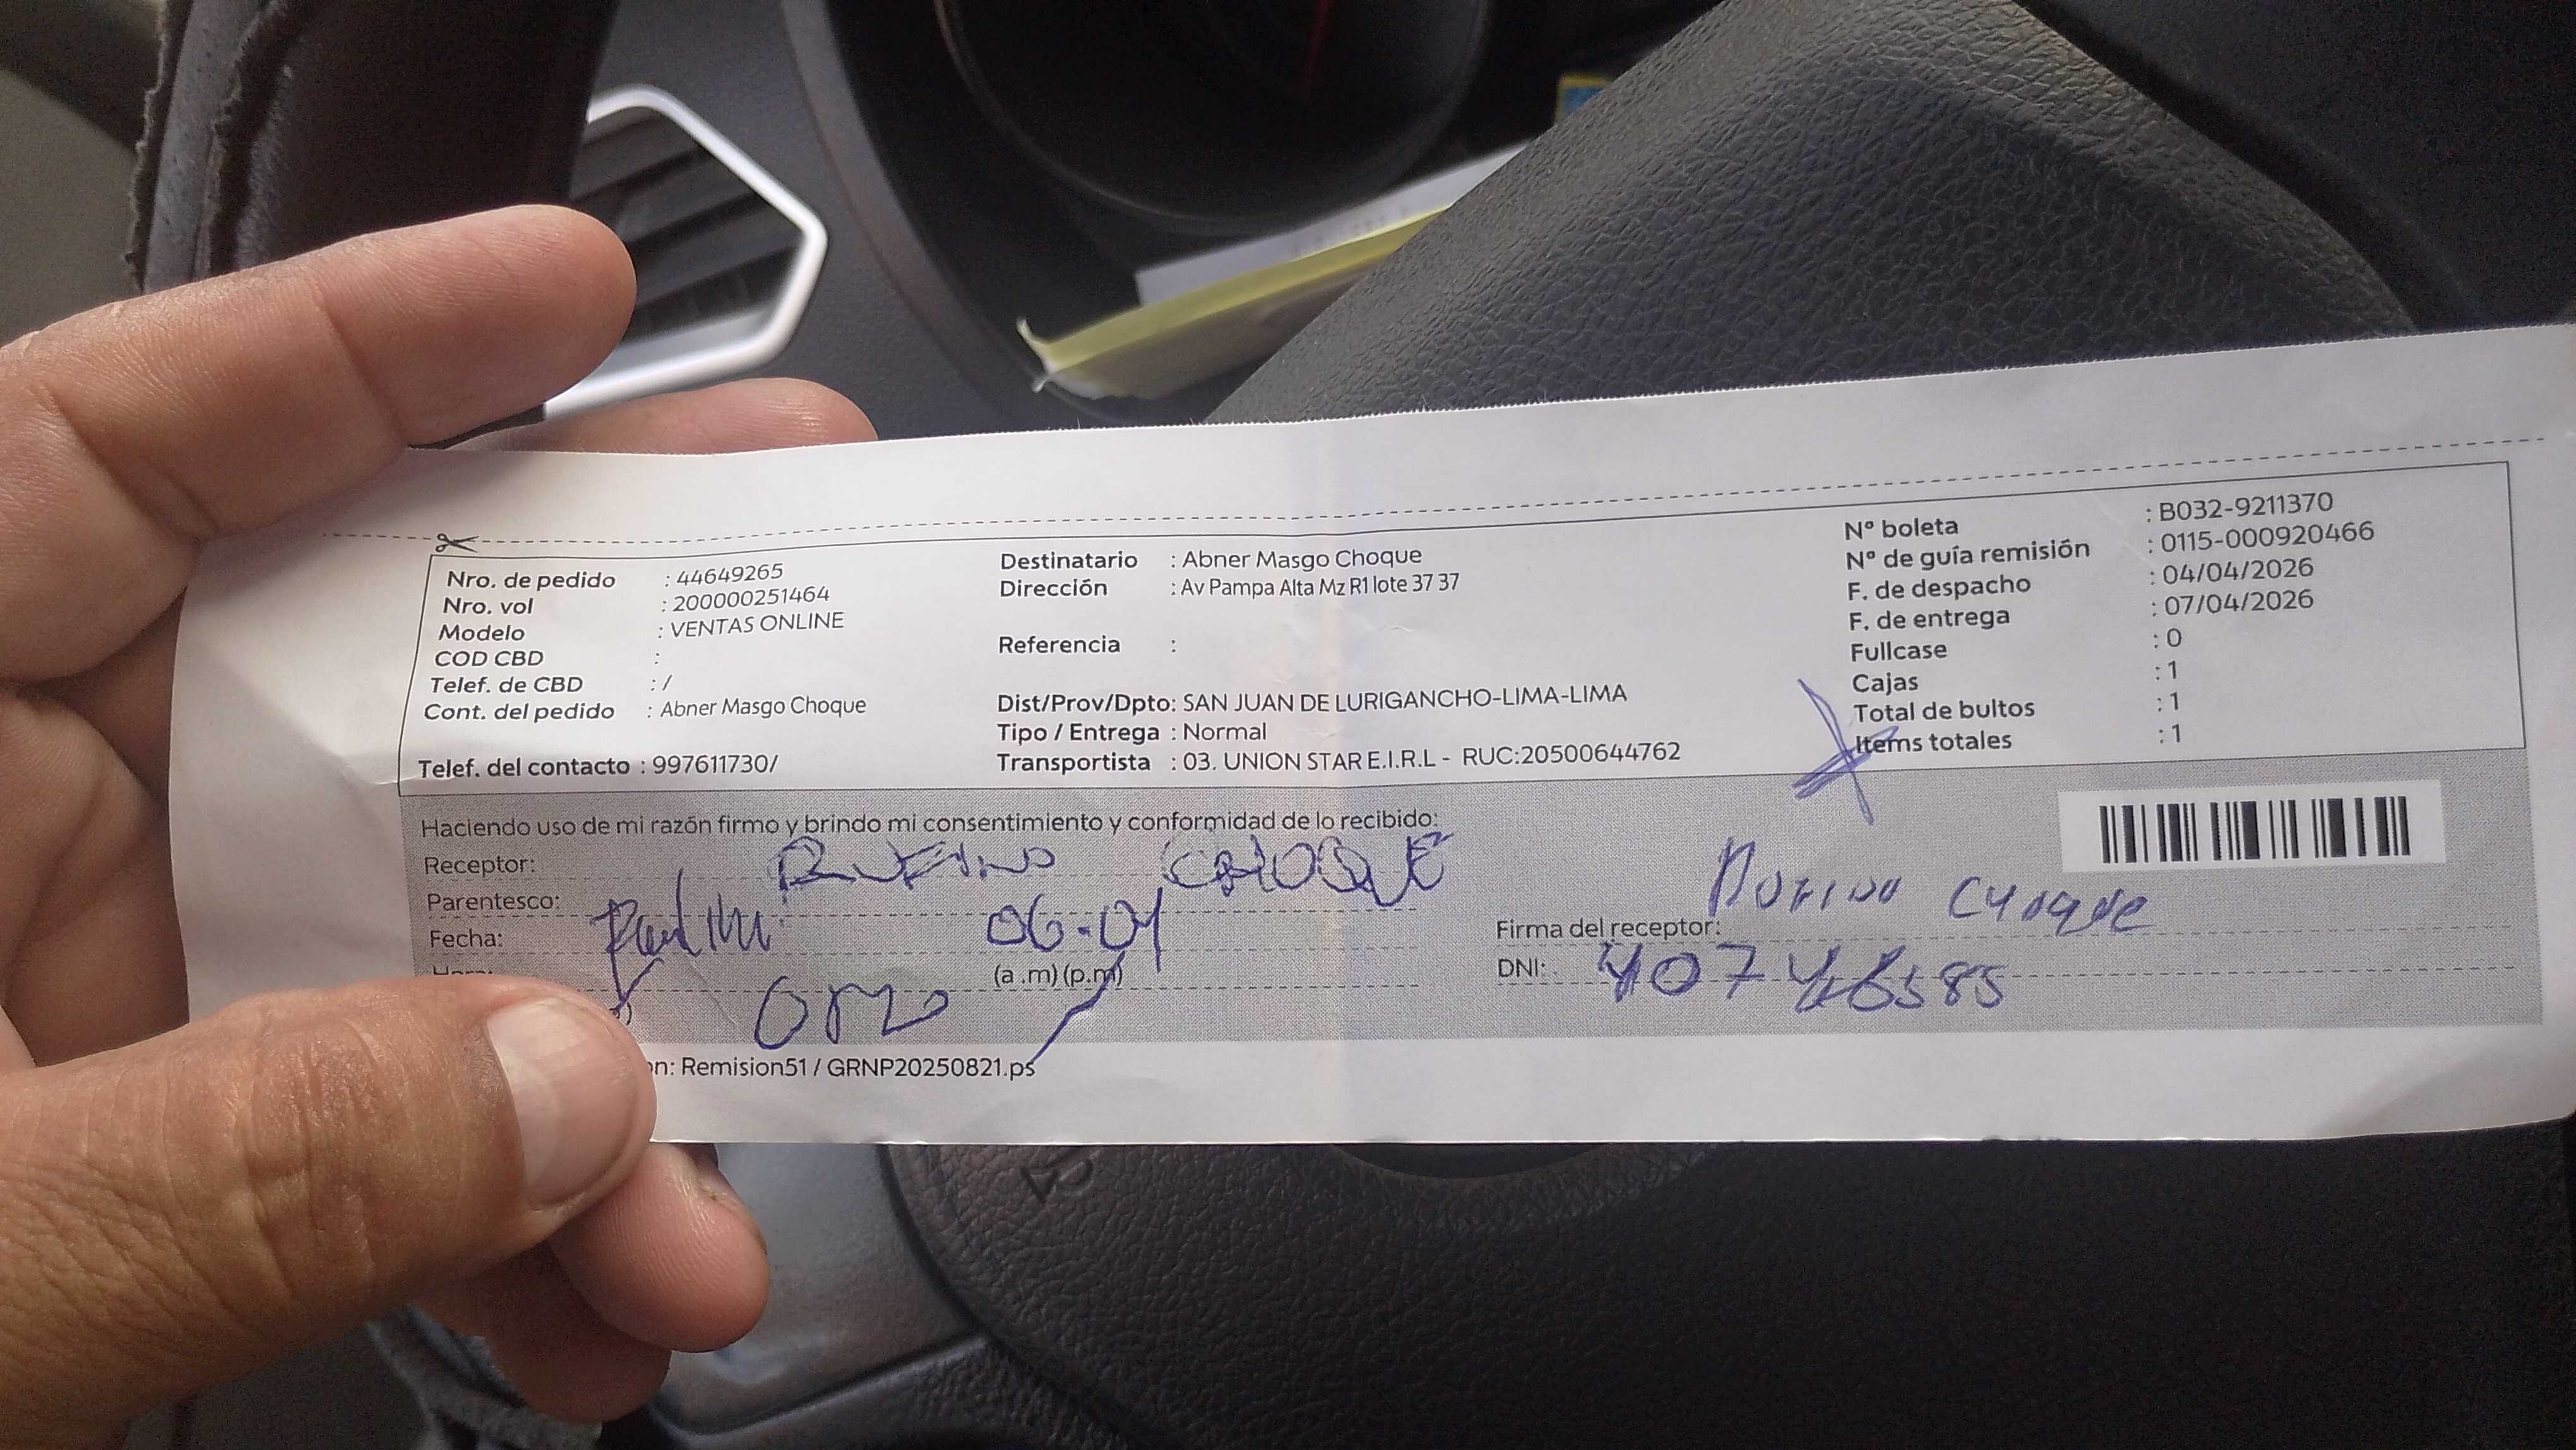 Nro. de pedido : 44649265
Nro. vol : 200000251464
Modelo : VENTAS ONLINE
COD CBD :
Telef. de CBD : /
Cont. del pedido : Abner Masgo Choque
Telef. del contacto : 997611730/
Destinatario : Abner Masgo Choque
Dirección : Av Pampa Alta Mz R1 lote 37 37
Referencia :
Dist/Prov/Dpto: SAN JUAN DE LURIGANCHO-LIMA-LIMA
Tipo / Entrega : Normal
Transportista : 03. UNION STAR E.I.R.L - RUC:20500644762
N° boleta : B032-9211370
N° de guía remisión : 0115-000920466
F. de despacho : 04/04/2026
F. de entrega : 07/04/2026
Fullcase : 0
Cajas : 1
Total de bultos : 1
Items totales : 1
Haciendo uso de mi razón firmo y brindo mi consentimiento y conformidad de lo recibido:
Receptor: RUFINO CHOQUE
Parentesco:
Fecha: 06-04
(a.m) (p.m)
Firma del receptor: CHOQUE
DNI:
n: Remision51 / GRNP20250821.ps